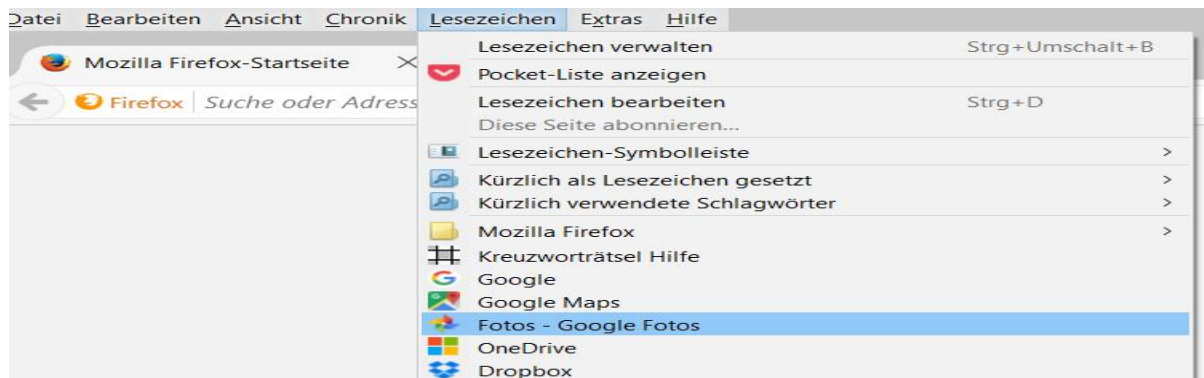 Datei Bearbeiten Ansicht Chronik Lesezeichen Extras Hilfe
Mozilla Firefox-Startseite
Firefox Suche oder Adress
Lesezeichen verwalten Strg+Umschalt+B
Pocket-Liste anzeigen
Lesezeichen bearbeiten Strg+D
Diese Seite abonnieren...
Lesezeichen-Symbolleiste >
Kürzlich als Lesezeichen gesetzt >
Kürzlich verwendete Schlagwörter >
Mozilla Firefox >
Kreuzworträtsel Hilfe
Google
Google Maps
Fotos - Google Fotos
OneDrive
Dropbox